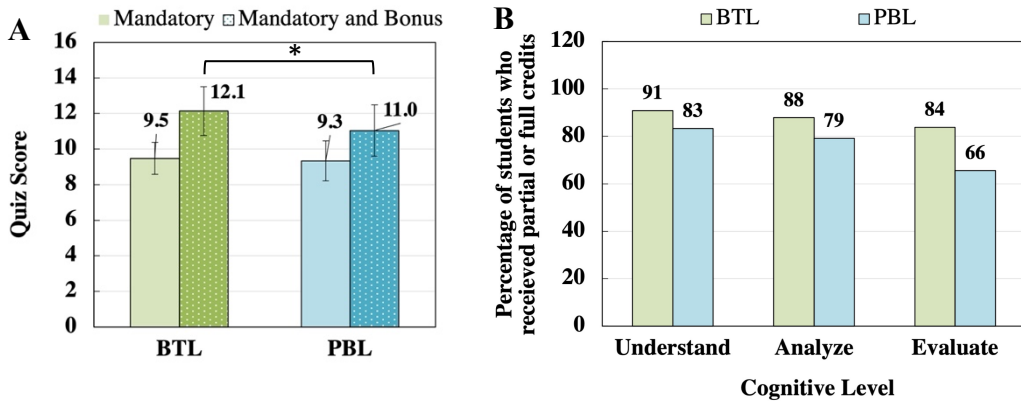 A
Mandatory Mandatory and Bonus
Quiz Score
16
14
12
10
8
6
4
2
0
*
9.5
12.1
9.3
11.0
BTL
PBL
B
BTL
PBL
Percentage of students who
receieved partial or full credits
120
100
80
60
40
20
0
91
83
88
79
84
66
Understand
Analyze
Evaluate
Cognitive Level